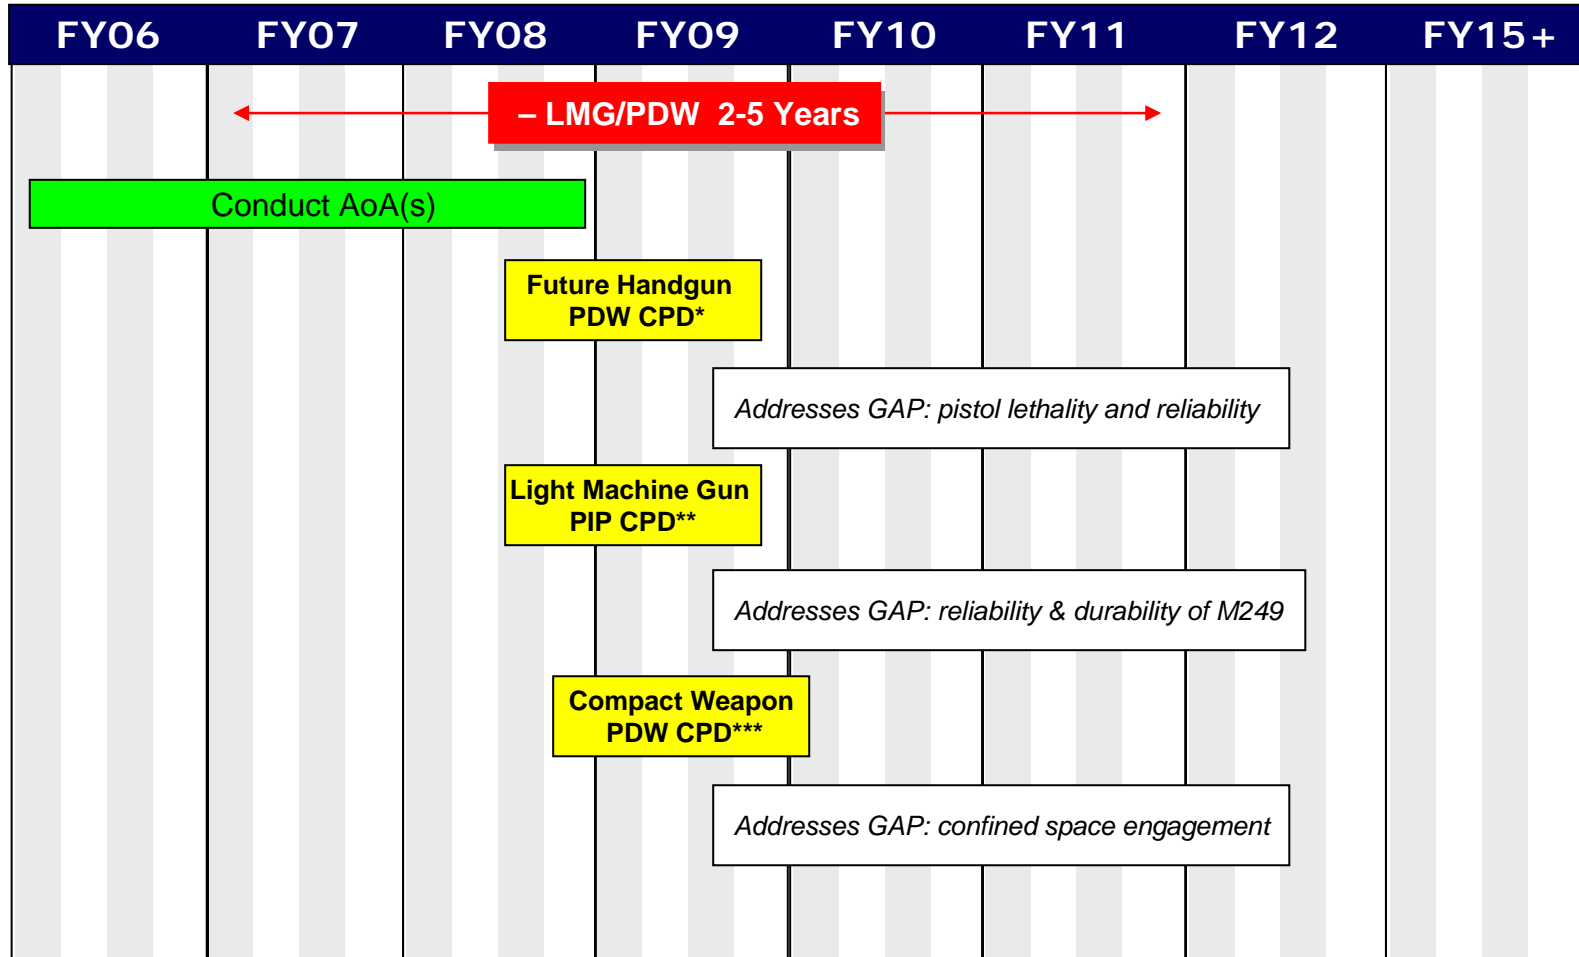 FY06 FY07 FY08 FY09 FY10 FY11 FY12 FY15+
– LMG/PDW 2-5 Years
Conduct AoA(s)
Future Handgun
PDW CPD*
Addresses GAP: pistol lethality and reliability
Light Machine Gun
PIP CPD**
Addresses GAP: reliability & durability of M249
Compact Weapon
PDW CPD***
Addresses GAP: confined space engagement